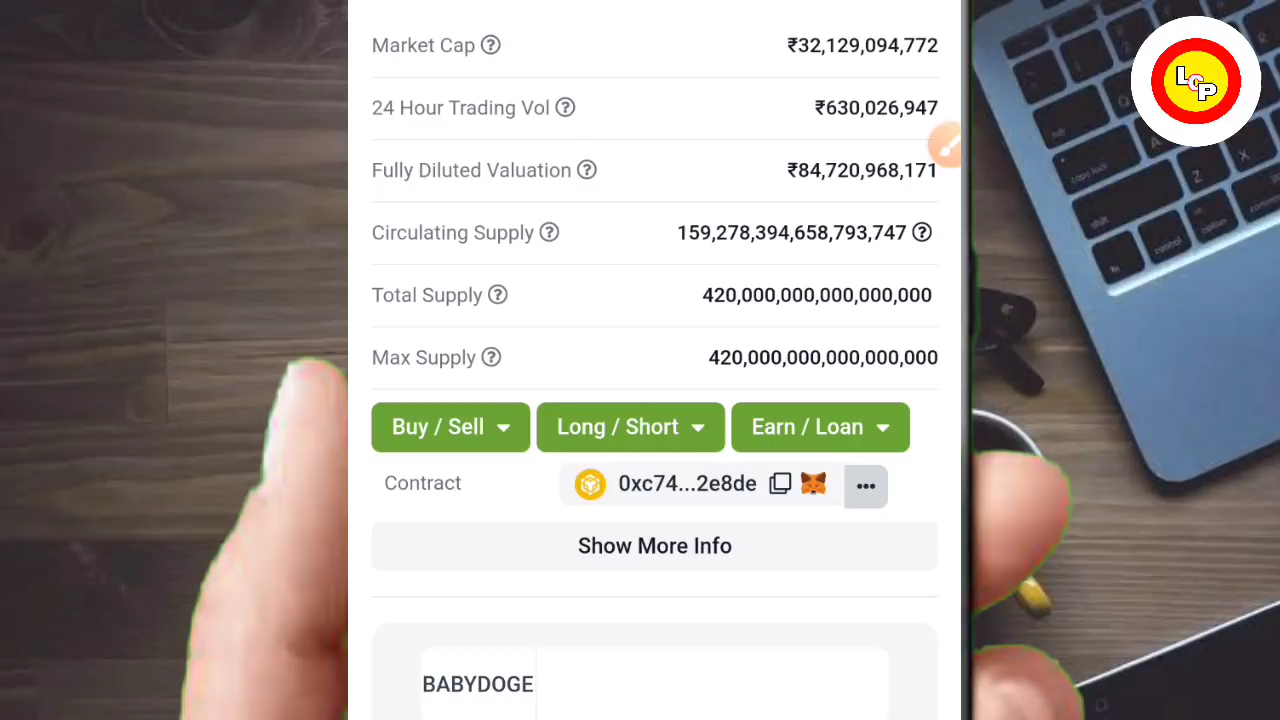 Market Cap ? ₹32,129,094,772
24 Hour Trading Vol ? ₹630,026,947
Fully Diluted Valuation ? ₹84,720,968,171
Circulating Supply ? 159,278,394,658,793,747 ?
Total Supply ? 420,000,000,000,000,000
Max Supply ? 420,000,000,000,000,000
Buy / Sell Long / Short Earn / Loan
Contract 0xc74...2e8de ...
Show More Info
BABYDOGE
LCP